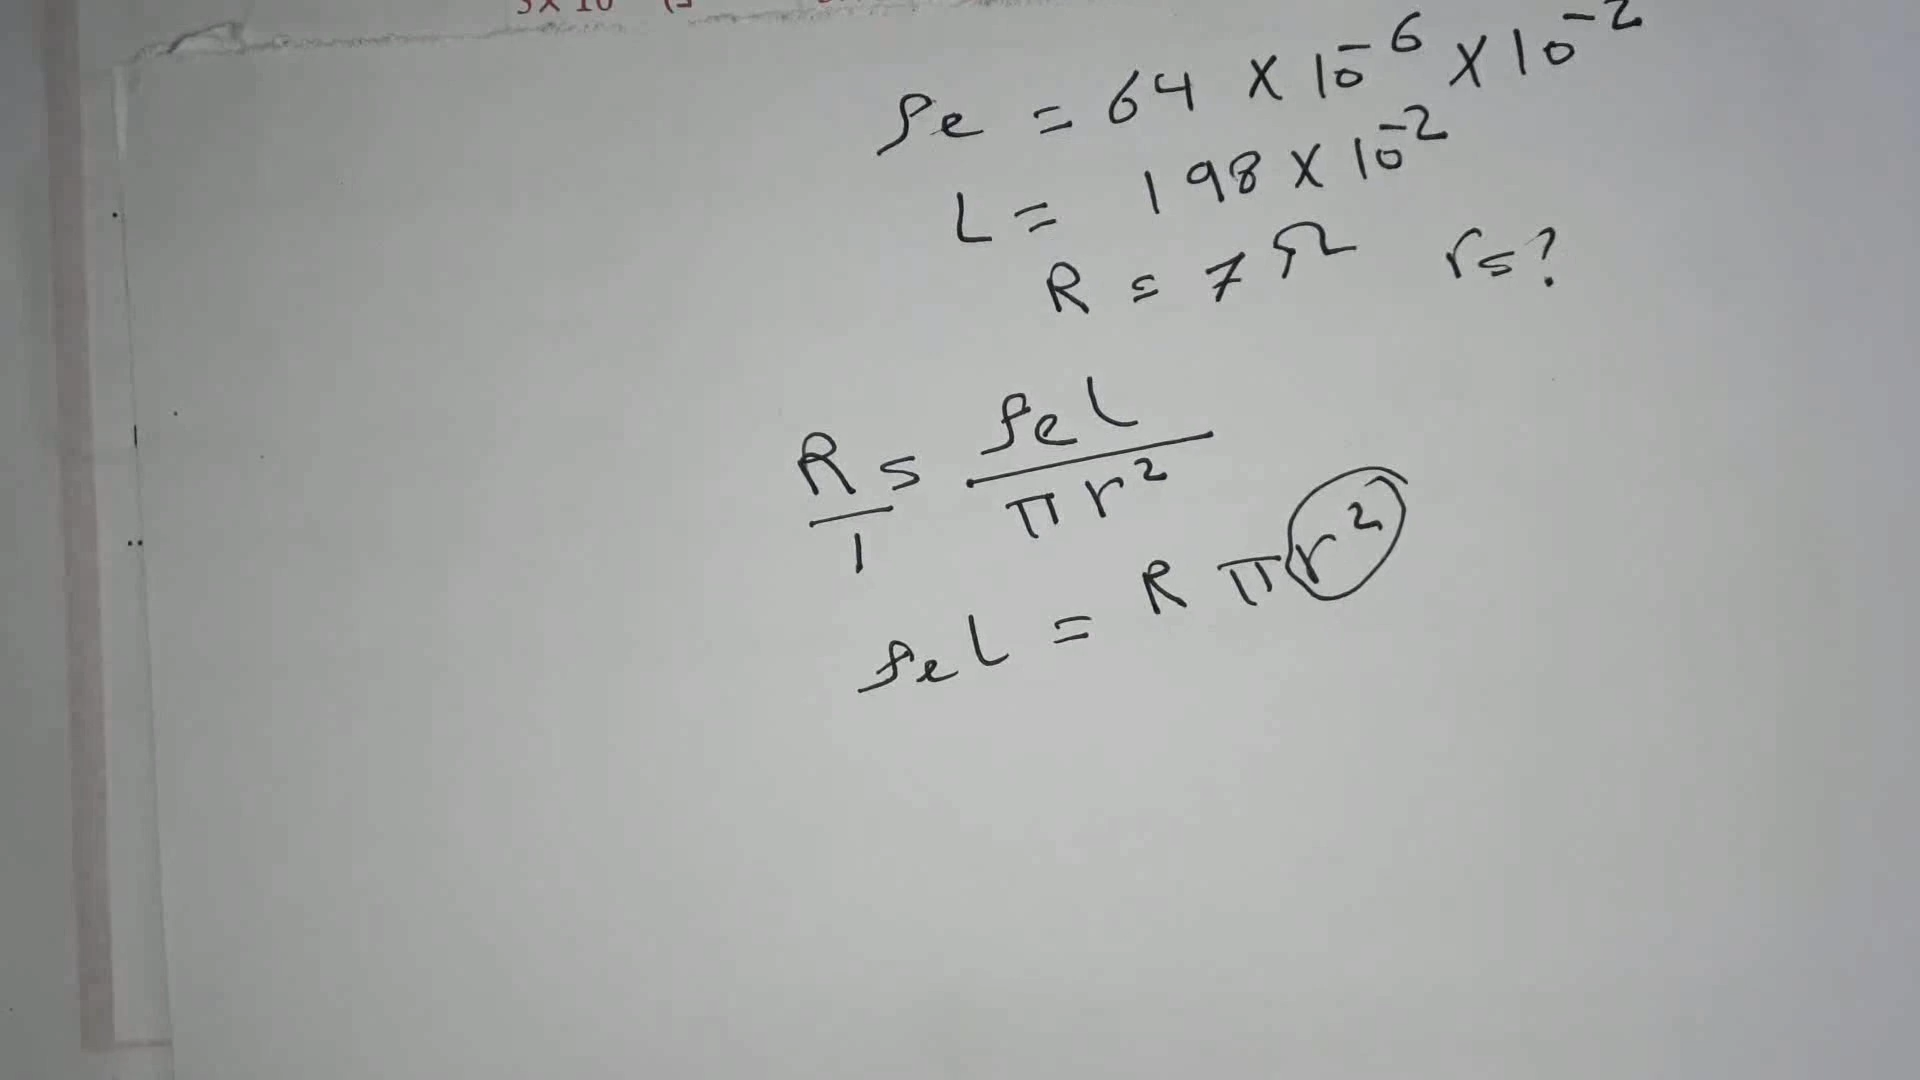 ρe = 64 × 10⁻⁶ × 10⁻²
L = 198 × 10⁻²
R = 7 Ω r = ?
R/1 = ρe L / π r²
ρe L = R π r²